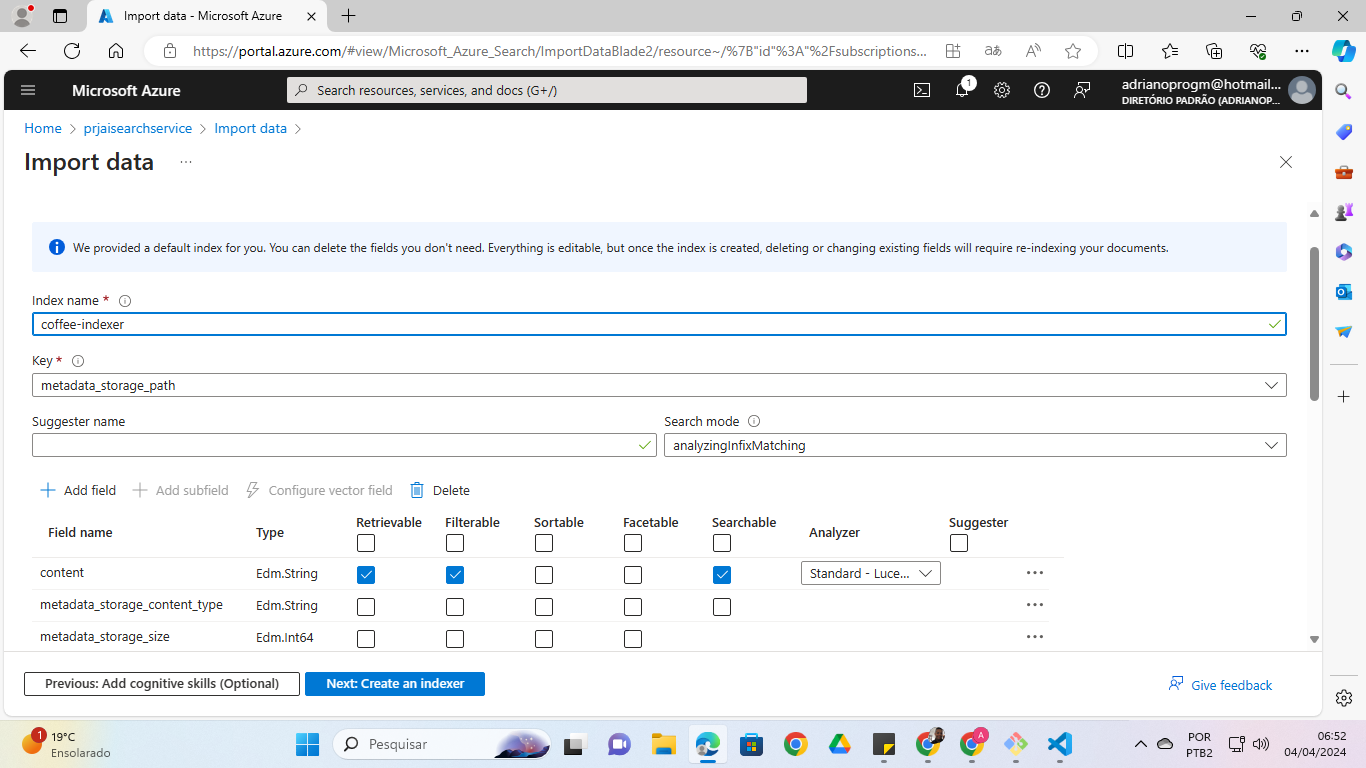 Import data - Microsoft Azure
https://portal.azure.com/#view/Microsoft_Azure_Search/ImportDataBlade2/resource~/%7B"id"%3A"%2Fsubscriptions...
Microsoft Azure
Search resources, services, and docs (G+/)
1
adrianoprogm@hotmail...
DIRETÓRIO PADRÃO (ADRIANOP...
Home > prjaisearchservice > Import data >
Import data ...
We provided a default index for you. You can delete the fields you don't need. Everything is editable, but once the index is created, deleting or changing existing fields will require re-indexing your documents.
Index name *
coffee-indexer
Key *
metadata_storage_path
Suggester name
Search mode
analyzingInfixMatching
Add field
Add subfield
Configure vector field
Delete
Field name Type Retrievable Filterable Sortable Facetable Searchable Analyzer Suggester
content Edm.String Standard - Luce...
metadata_storage_content_type Edm.String
metadata_storage_size Edm.Int64
Previous: Add cognitive skills (Optional)
Next: Create an indexer
Give feedback
1
19°C
Ensolarado
Pesquisar
A
POR
PTB2
06:52
04/04/2024